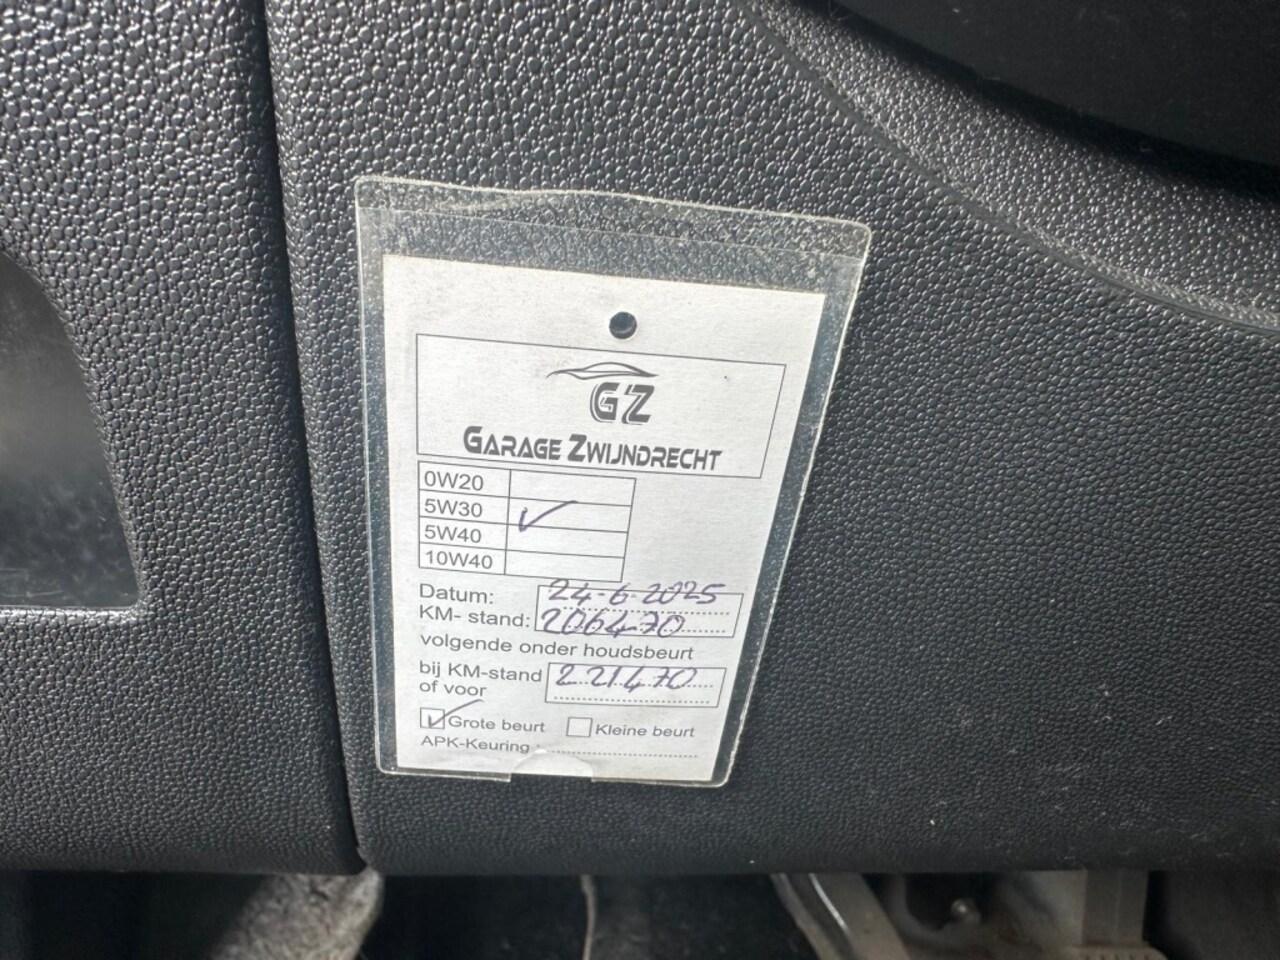 GZ
GARAGE ZWIJNDRECHT
0W20
5W30 ✓
5W40
10W40
Datum: 24-6-2025
KM- stand: 206470
volgende onder houdsbeurt
bij KM-stand 221470
of voor
Grote beurt Kleine beurt
APK-Keuring